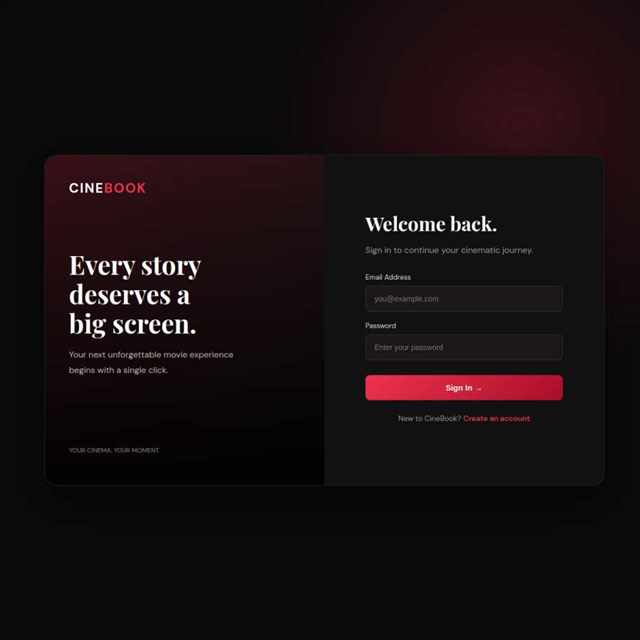 CINEBOOK
Every story
deserves a
big screen.
Your next unforgettable movie experience
begins with a single click.
YOUR CINEMA, YOUR MOMENT.
Welcome back.
Sign in to continue your cinematic journey.
Email Address
you@example.com
Password
Enter your password
Sign In →
New to CineBook? Create an account